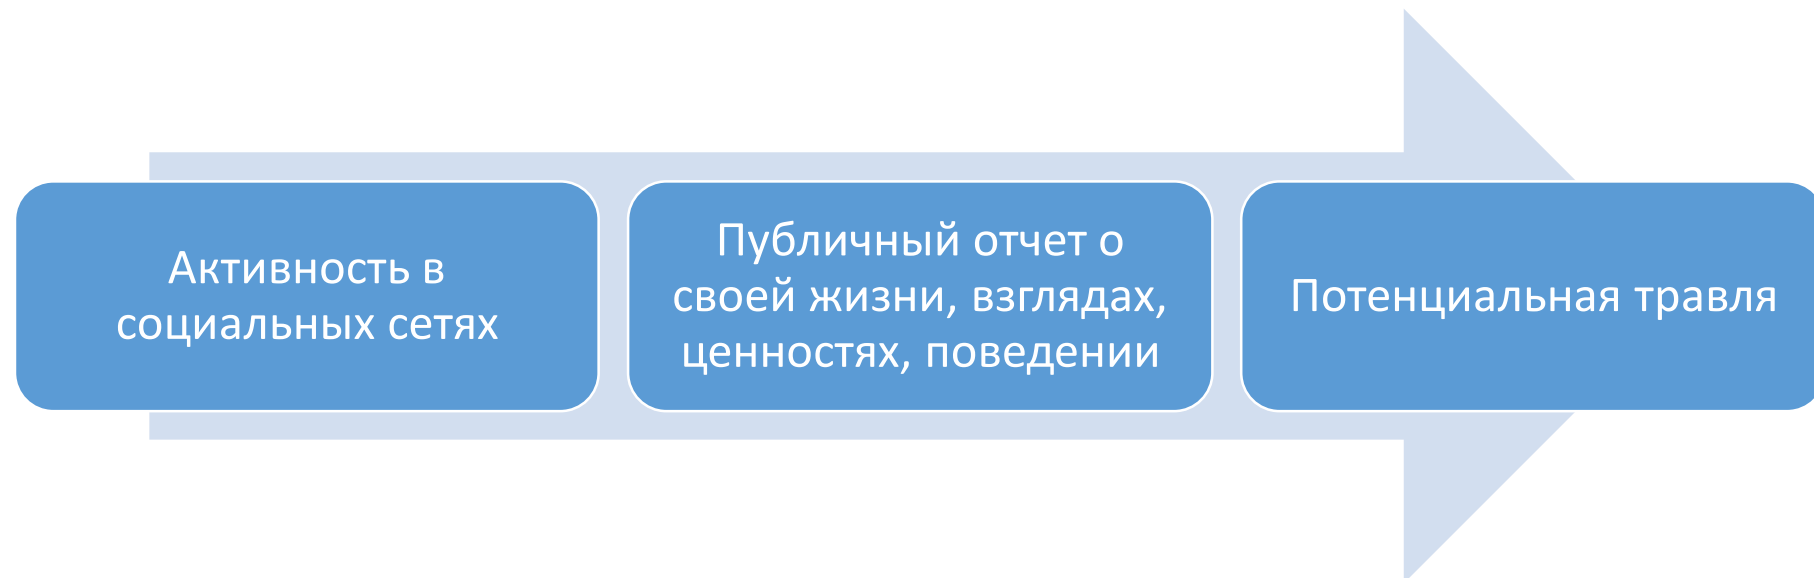 Активность в
социальных сетях
Публичный отчет о
своей жизни, взглядах,
ценностях, поведении
Потенциальная травля